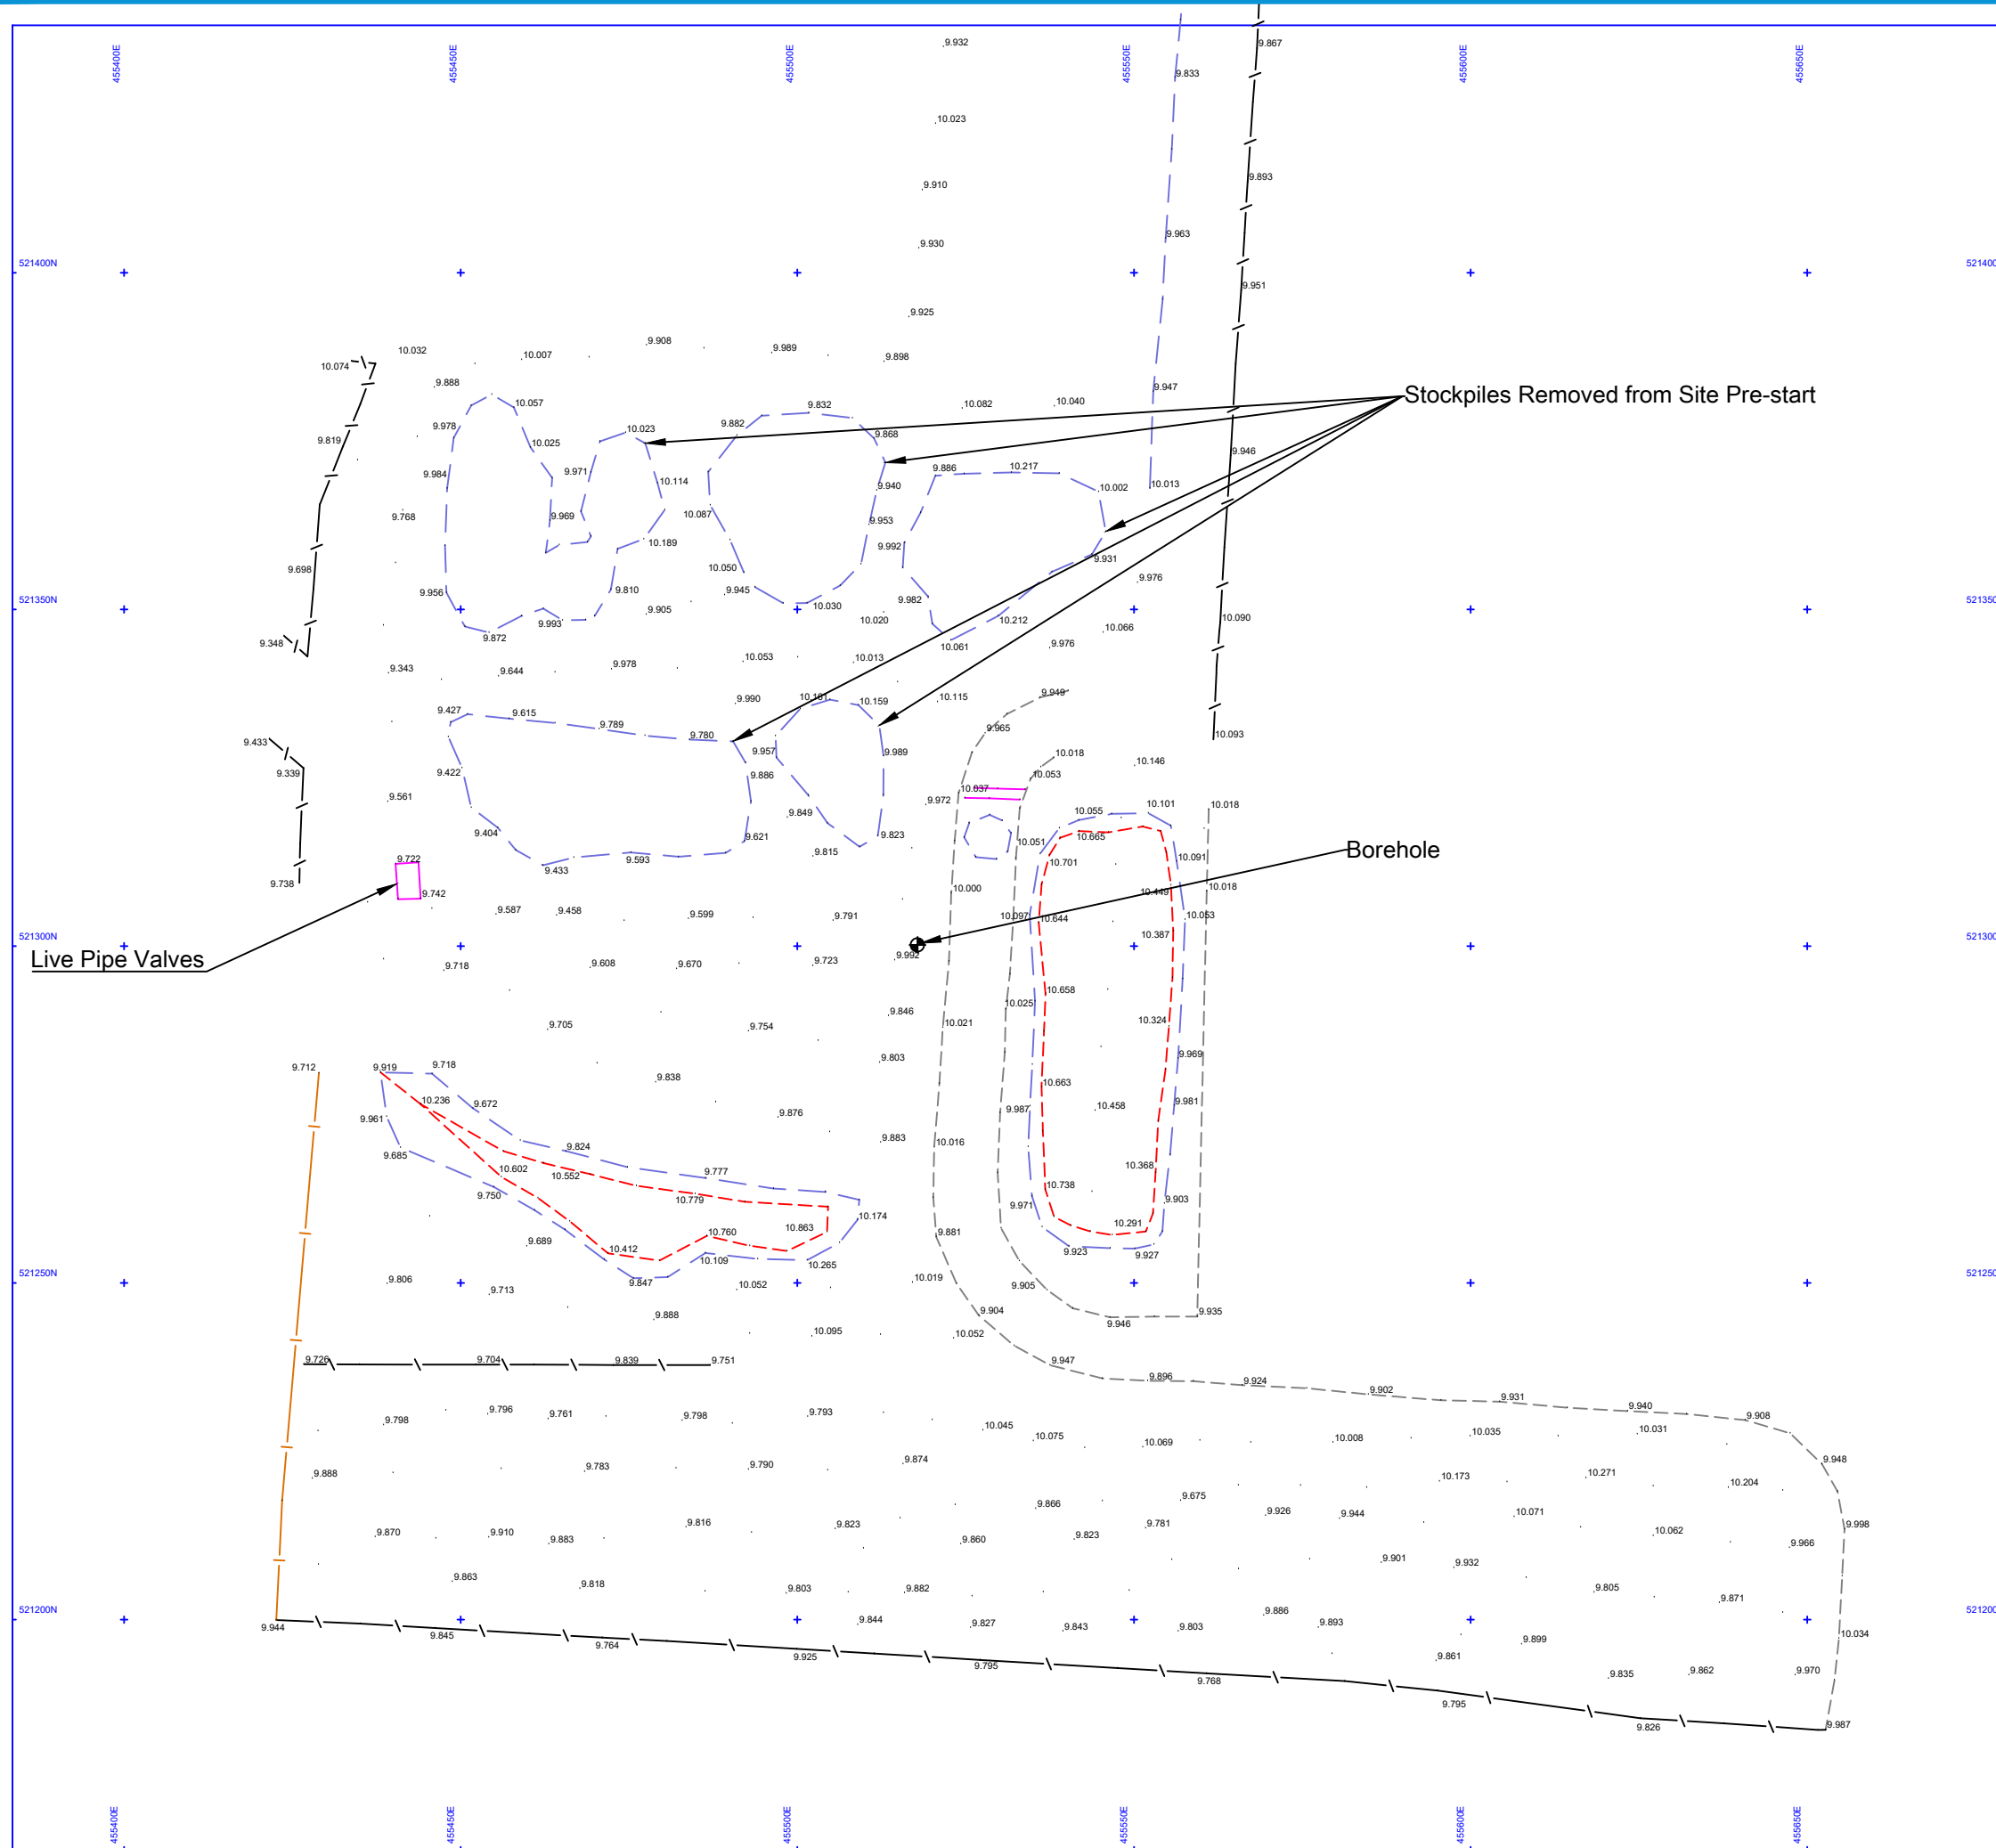 455400E 455450E 455500E 455550E 455600E 455650E
9.932
9.867
9.833
10.023
9.910
9.893
9.930
9.963
521400N 521400
9.951
9.925
10.032 10.007 9.908 9.989 9.898
10.074
9.888
9.947
Stockpiles Removed from Site Pre-start
10.057 9.832 10.082 10.040
9.978 10.023 9.882 9.868
9.819 10.025
9.946
9.984 9.971 10.114 9.940 9.886 10.217 10.002 10.013
9.768 9.969 10.087 9.953
10.189 9.992
9.698 10.050 9.931
9.976
9.956 9.810 9.945 9.982
521350N 521350
9.905 10.030
9.993 10.020 10.212 10.066 10.090
9.348 9.872 10.061 9.976
9.343 9.644 9.978 10.053 10.013
9.990 10.159 10.115 9.949
9.427 9.615 9.789 9.780 9.965
9.433 9.957 9.989 10.018 10.093
9.339 9.422 9.886 10.053 10.146
9.561 9.972 10.037
9.849 10.055 10.101 10.018
9.404 9.621 9.823 10.051 10.665
9.722 9.433 9.593 9.815 10.701 10.091
Borehole
9.738 9.742 10.000 10.449 10.018
9.587 9.458 9.599 9.791 10.097 10.644 10.053
521300N 10.387 521300
Live Pipe Valves
9.718 9.608 9.670 9.723 9.992
10.658
9.705 9.754 9.846 10.021 10.025 10.324
9.803 9.969
9.712 9.919 9.718
9.838 10.663
10.236 9.672 9.876 9.987 10.458 9.981
9.961
9.824 9.883 10.016
9.685
10.602 10.552 9.777 10.368
9.750 10.779 10.738 9.903
9.971
10.174
9.689 10.412 10.760 10.863 9.881 10.291
10.109 10.265 9.923 9.927
521250N 9.806 9.847 10.052 10.019 521250
9.713 9.905
9.888 9.904 9.935
10.095 10.052 9.946
9.726 9.704 9.839 9.751 9.947
9.896 9.924 9.902 9.931 9.940 9.908
9.798 9.796 9.761 9.798 9.793
10.045 10.075 10.069 10.008 10.035 10.031
9.888 9.783 9.790 9.874 9.948
10.173 10.271 10.204
9.866 9.675 9.926 9.944 10.071
9.870 9.910 9.883 9.816 9.823 9.860 9.823 9.781 10.062 9.998
9.966
9.901 9.932
9.863 9.818 9.803 9.882 9.805 9.871
521200N 9.886 521200
9.944 9.845 9.764 9.844 9.827 9.843 9.803 9.893
9.899 10.034
9.925 9.795 9.768 9.861 9.835 9.862 9.970
9.795 9.826 9.987
455400E 455450E 455500E 455550E 455600E 455650E